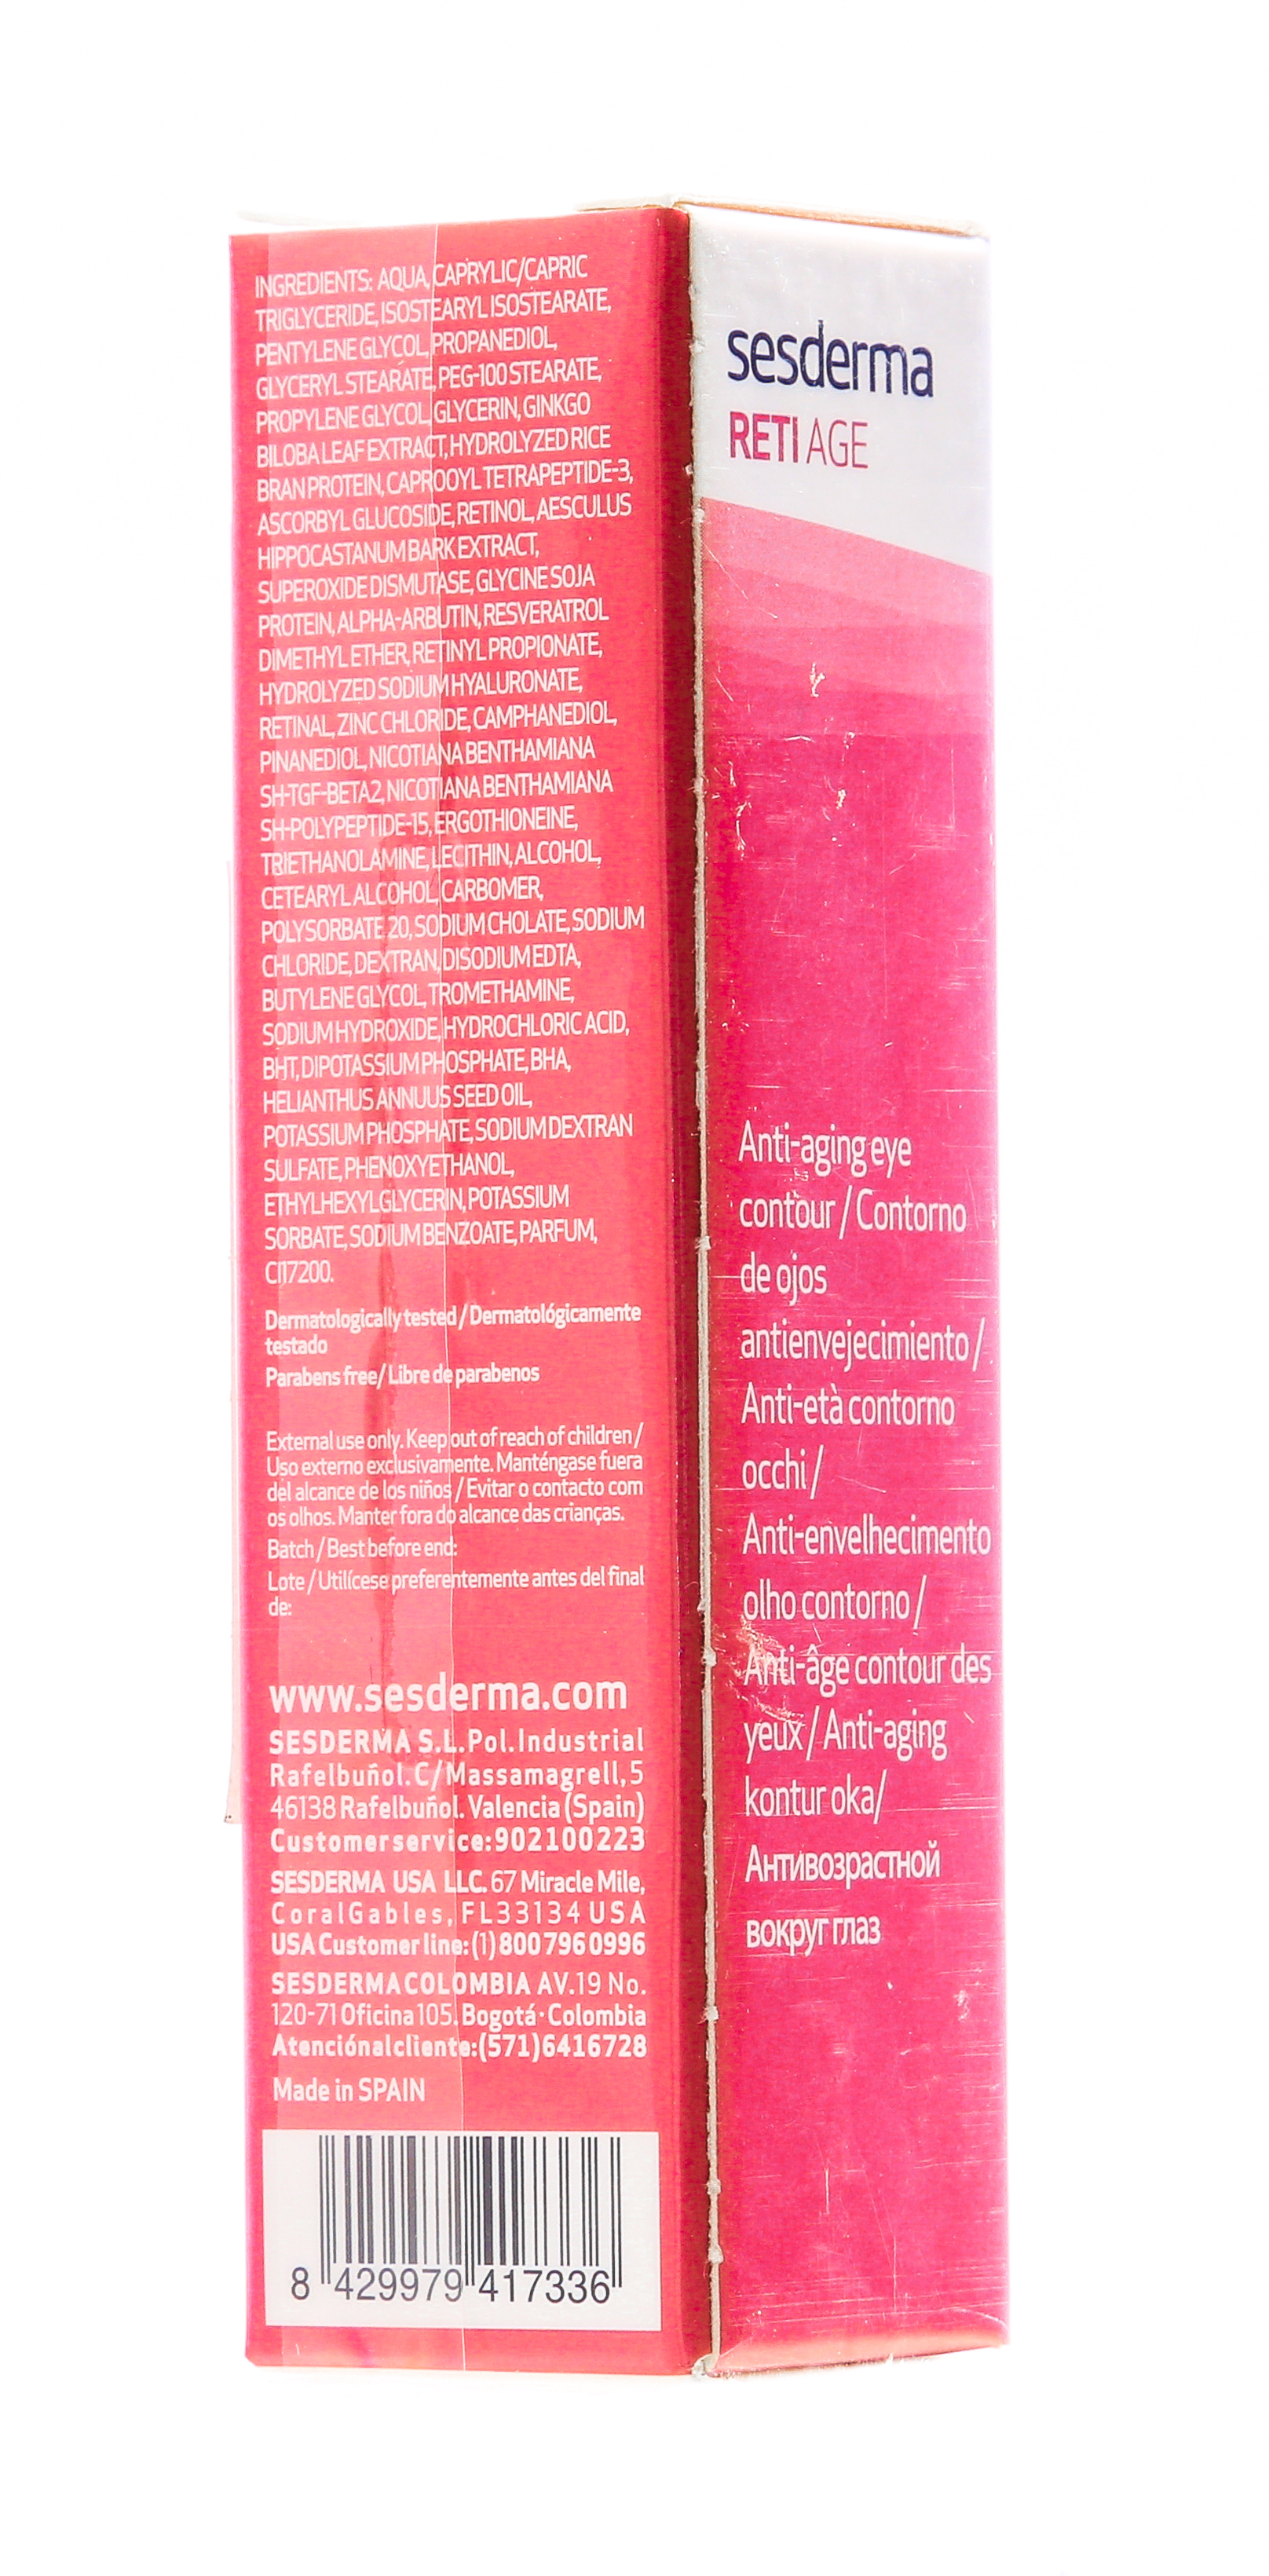 INGREDIENTS: AQUA, CAPRYLIC/CAPRIC
TRIGLYCERIDE, ISOSTEARYL ISOSTEARATE,
PENTYLENE GLYCOL, PROPANEDIOL,
GLYCERYL STEARATE, PEG-100 STEARATE,
PROPYLENE GLYCOL, GLYCERIN, GINKGO
BILOBA LEAF EXTRACT, HYDROLYZED RICE
BRAN PROTEIN, CAPROOYL TETRAPEPTIDE-3,
ASCORBYL GLUCOSIDE, RETINOL, AESCULUS
HIPPOCASTANUM BARK EXTRACT,
SUPEROXIDE DISMUTASE, GLYCINE SOJA
PROTEIN, ALPHA-ARBUTIN, RESVERATROL
DIMETHYL ETHER, RETINYL PROPIONATE,
HYDROLYZED SODIUM HYALURONATE,
RETINAL, ZINC CHLORIDE, CAMPHANEDIOL,
PINANEDIOL, NICOTIANA BENTHAMIANA
SH-TGF-BETA2, NICOTIANA BENTHAMIANA
SH-POLYPEPTIDE-15, ERGOTHIONEINE,
TRIETHANOLAMINE, LECITHIN, ALCOHOL,
CETEARYL ALCOHOL, CARBOMER,
POLYSORBATE 20, SODIUM CHOLATE, SODIUM
CHLORIDE, DEXTRAN, DISODIUM EDTA,
BUTYLENE GLYCOL, TROMETHAMINE,
SODIUM HYDROXIDE, HYDROCHLORIC ACID,
BHT, DIPOTASSIUM PHOSPHATE, BHA,
HELIANTHUS ANNUUS SEED OIL,
POTASSIUM PHOSPHATE, SODIUM DEXTRAN
SULFATE, PHENOXYETHANOL,
ETHYLHEXYLGLYCERIN, POTASSIUM
SORBATE, SODIUM BENZOATE, PARFUM,
CI17200.
Dermatologically tested / Dermatológicamente
testado
Parabens free/ Libre de parabenos
External use only. Keep out of reach of children /
Uso externo exclusivamente. Manténgase fuera
del alcance de los niños / Evitar o contacto com
os olhos. Manter fora do alcance das crianças.
Batch / Best before end:
Lote / Utilícese preferentemente antes del final
de:
www.sesderma.com
SESDERMA S.L. Pol. Industrial
Rafelbuñol. C/ Massamagrell, 5
46138 Rafelbuñol. Valencia (Spain)
Customer service: 902100223
SESDERMA USA LLC. 67 Miracle Mile,
Coral Gables, FL 33134 USA
USA Customer line: (1) 800 796 0996
SESDERMA COLOMBIA AV. 19 No.
120-71 Oficina 105. Bogotá · Colombia
Atención al cliente: (571) 6416728
Made in SPAIN
8 429979 417336
sesderma
RETI AGE
Anti-aging eye
contour / Contorno
de ojos
antienvejecimiento /
Anti-età contorno
occhi /
Anti-envelhecimento
olho contorno /
Anti-âge contour des
yeux / Anti-aging
kontur oka/
Антивозрастной
вокруг глаз